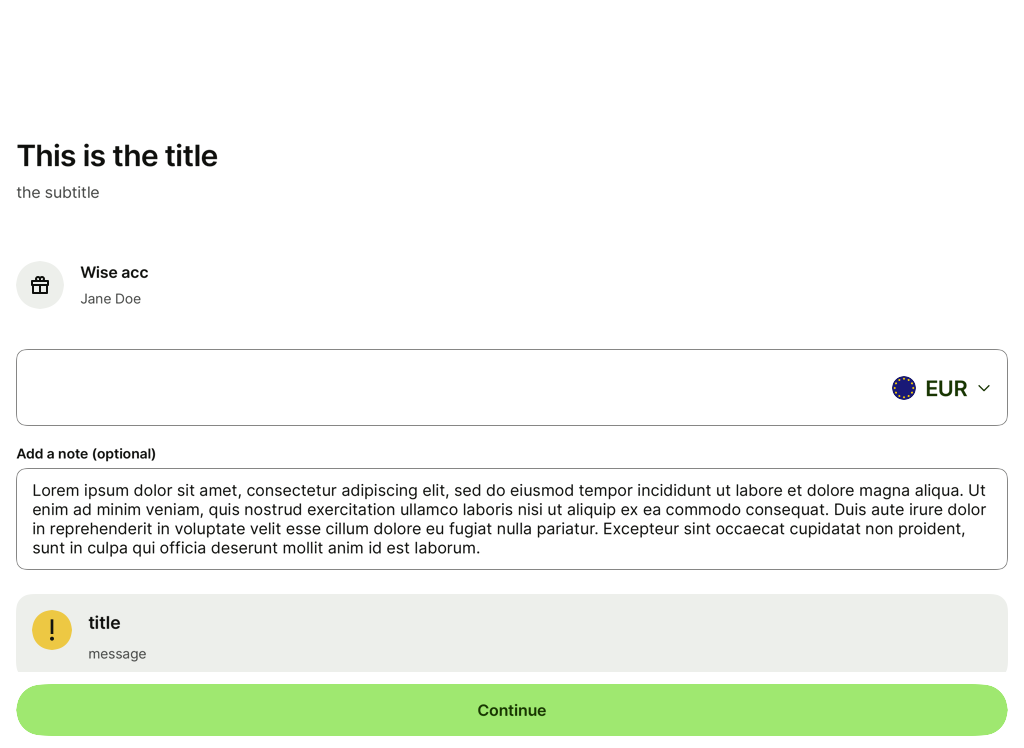 This is the title
the subtitle
Wise acc
Jane Doe
EUR
Add a note (optional)
Lorem ipsum dolor sit amet, consectetur adipiscing elit, sed do eiusmod tempor incididunt ut labore et dolore magna aliqua. Ut
enim ad minim veniam, quis nostrud exercitation ullamco laboris nisi ut aliquip ex ea commodo consequat. Duis aute irure dolor
in reprehenderit in voluptate velit esse cillum dolore eu fugiat nulla pariatur. Excepteur sint occaecat cupidatat non proident,
sunt in culpa qui officia deserunt mollit anim id est laborum.
title
message
Continue